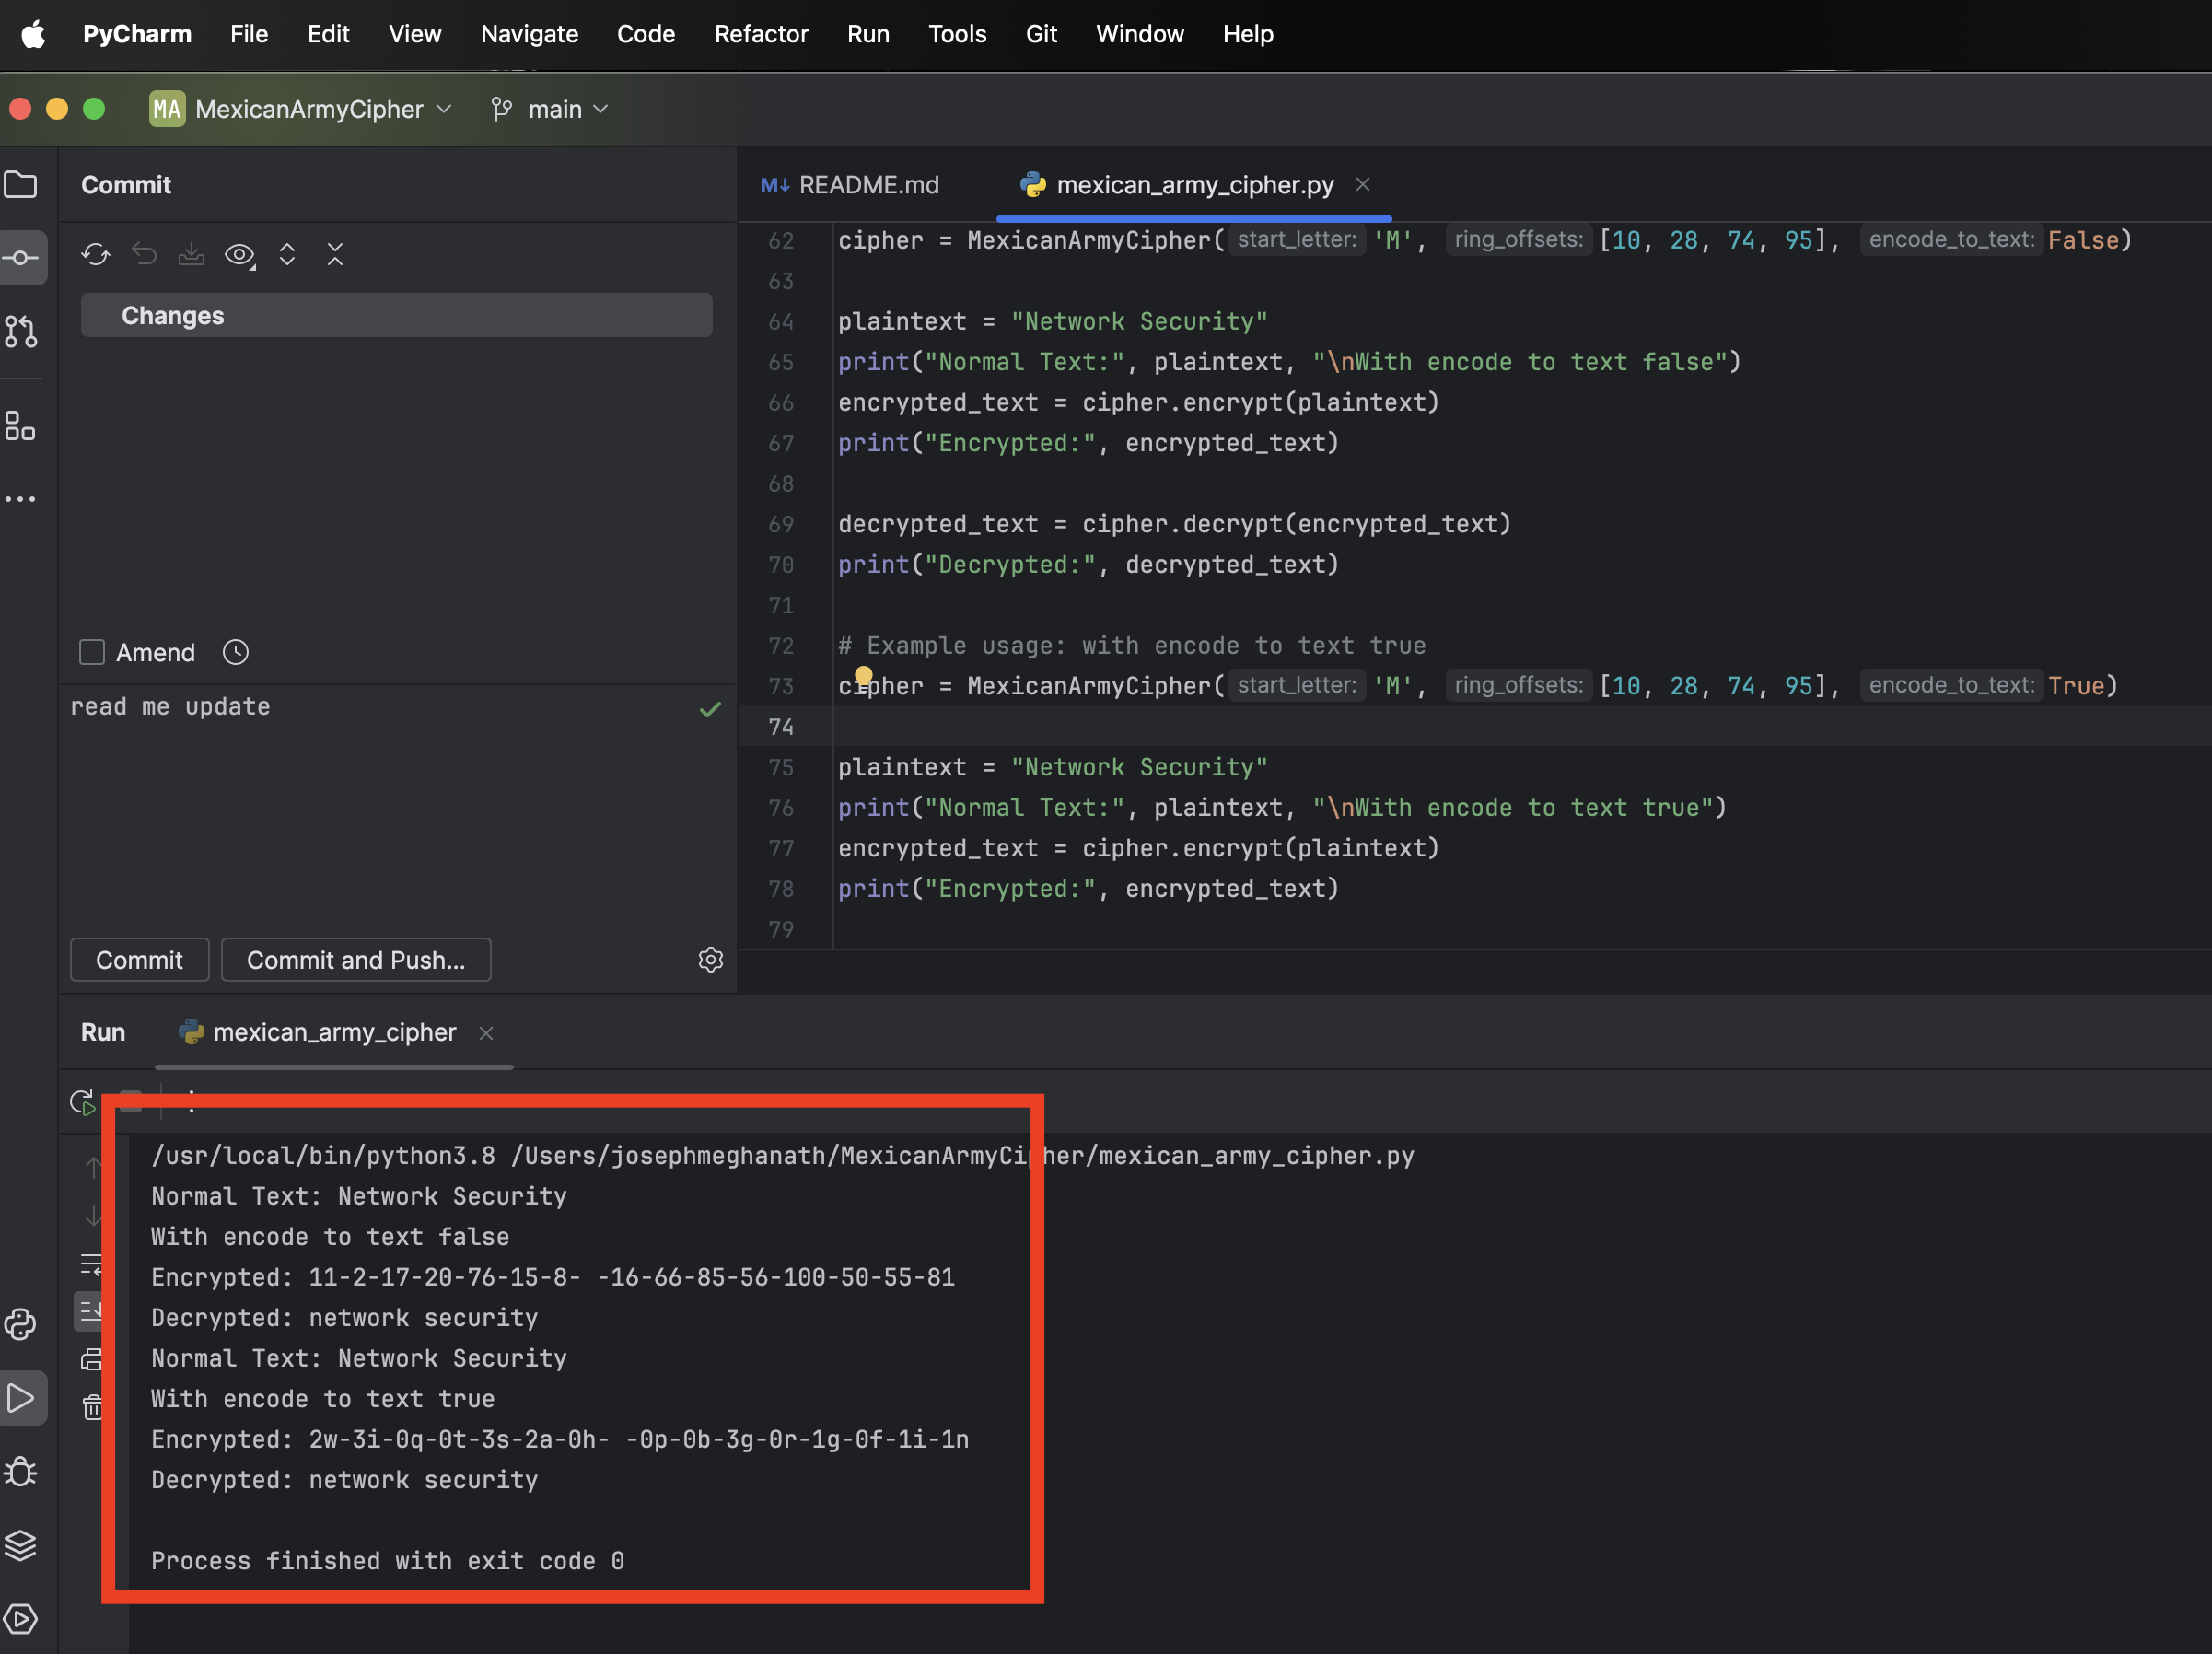 PyCharm File Edit View Navigate Code Refactor Run Tools Git Window Help
MA MexicanArmyCipher main
Commit
Changes
Amend
read me update
Commit Commit and Push...
M↓ README.md mexican_army_cipher.py
62 cipher = MexicanArmyCipher( start_letter: 'M', ring_offsets: [10, 28, 74, 95], encode_to_text: False)
63
64 plaintext = "Network Security"
65 print("Normal Text:", plaintext, "\nWith encode to text false")
66 encrypted_text = cipher.encrypt(plaintext)
67 print("Encrypted:", encrypted_text)
68
69 decrypted_text = cipher.decrypt(encrypted_text)
70 print("Decrypted:", decrypted_text)
71
72 # Example usage: with encode to text true
73 cipher = MexicanArmyCipher( start_letter: 'M', ring_offsets: [10, 28, 74, 95], encode_to_text: True)
74
75 plaintext = "Network Security"
76 print("Normal Text:", plaintext, "\nWith encode to text true")
77 encrypted_text = cipher.encrypt(plaintext)
78 print("Encrypted:", encrypted_text)
79
Run mexican_army_cipher
/usr/local/bin/python3.8 /Users/josephmeghanath/MexicanArmyCipher/mexican_army_cipher.py
Normal Text: Network Security
With encode to text false
Encrypted: 11-2-17-20-76-15-8- -16-66-85-56-100-50-55-81
Decrypted: network security
Normal Text: Network Security
With encode to text true
Encrypted: 2w-3i-0q-0t-3s-2a-0h- -0p-0b-3g-0r-1g-0f-1i-1n
Decrypted: network security
Process finished with exit code 0